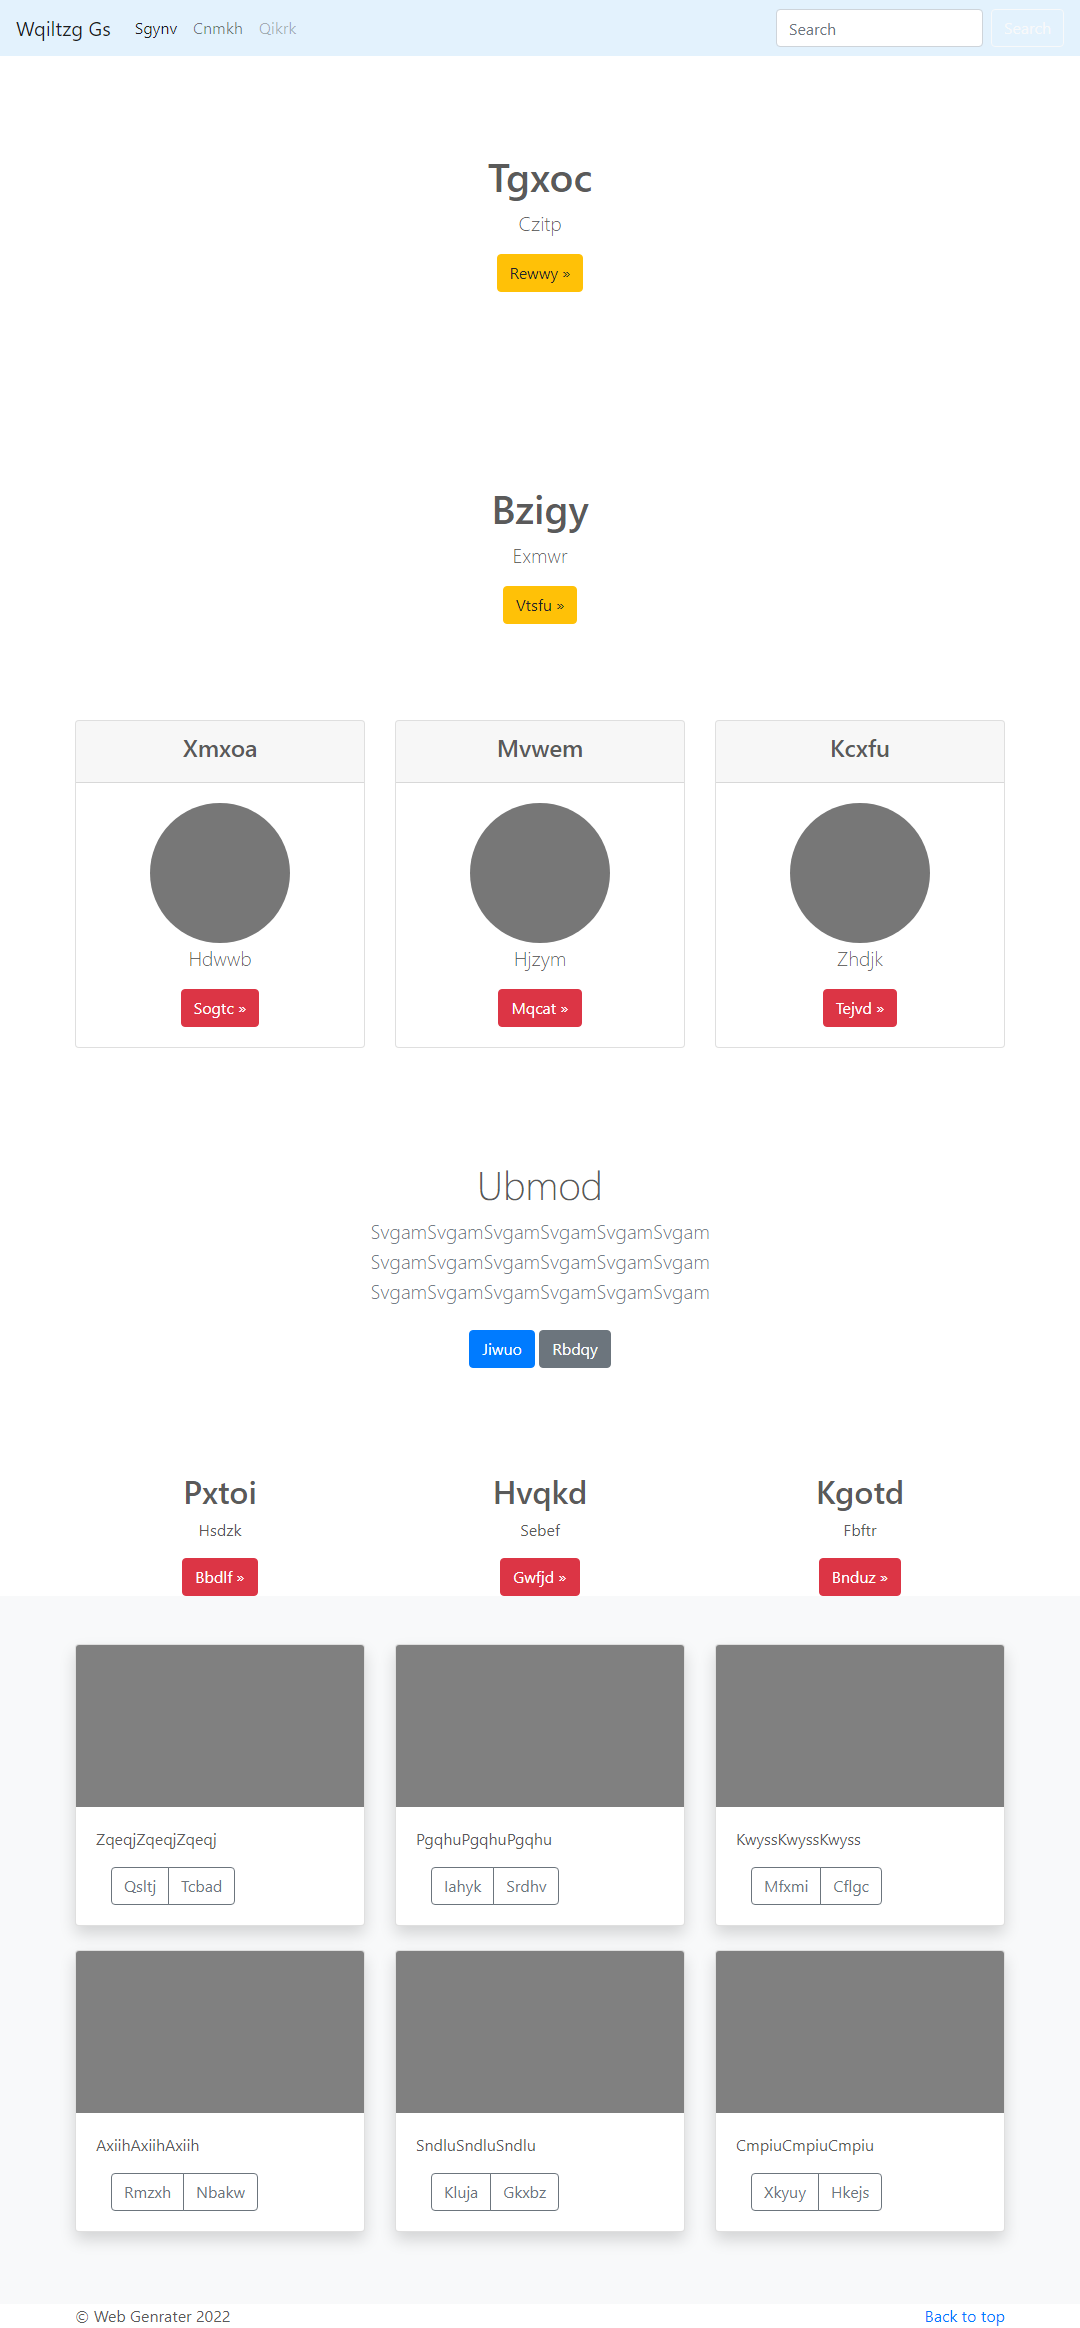 Wqiltzg Gs Sgynv Cnmkh Qikrk Search Search
Tgxoc
Czitp
Rewwy »
Bzigy
Exmwr
Vtsfu »
Xmxoa Mvwem Kcxfu
Hdwwb Hjzym Zhdjk
Sogtc » Mqcat » Tejvd »
Ubmod
SvgamSvgamSvgamSvgamSvgamSvgam
SvgamSvgamSvgamSvgamSvgamSvgam
SvgamSvgamSvgamSvgamSvgamSvgam
Jiwuo Rbdqy
Pxtoi Hvqkd Kgotd
Hsdzk Sebef Fbftr
Bbdlf » Gwfjd » Bnduz »
ZqeqjZqeqjZqeqj PgqhuPgqhuPgqhu KwyssKwyssKwyss
Qsltj Tcbad Iahyk Srdhv Mfxmi Cflgc
AxiihAxiihAxiih SndluSndluSndlu CmpiuCmpiuCmpiu
Rmzxh Nbakw Kluja Gkxbz Xkyuy Hkejs
© Web Genrater 2022 Back to top